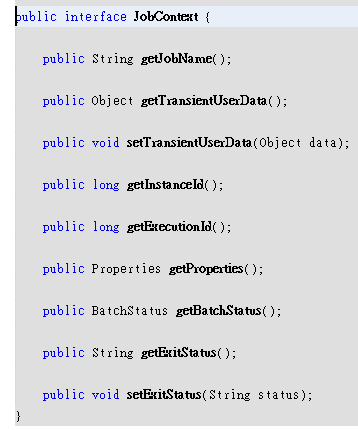 public interface JobContext {
public String getJobName();
public Object getTransientUserData();
public void setTransientUserData(Object data);
public long getInstanceId();
public long getExecutionId();
public Properties getProperties();
public BatchStatus getBatchStatus();
public String getExitStatus();
public void setExitStatus(String status);
}